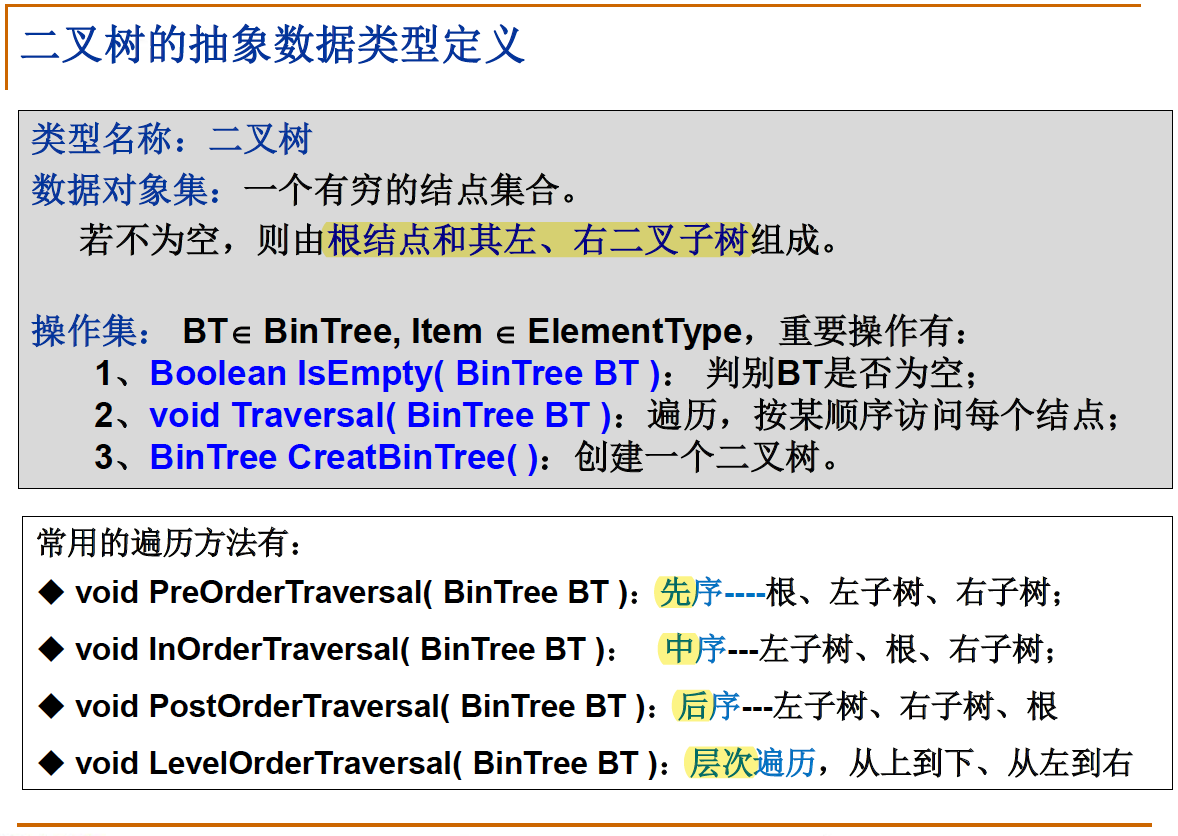 二叉树的抽象数据类型定义
类型名称：二叉树
数据对象集：一个有穷的结点集合。
若不为空，则由根结点和其左、右二叉子树组成。
操作集： BT∈ BinTree, Item ∈ ElementType，重要操作有：
1、Boolean IsEmpty( BinTree BT )： 判别BT是否为空；
2、void Traversal( BinTree BT )：遍历，按某顺序访问每个结点；
3、BinTree CreatBinTree( )：创建一个二叉树。
常用的遍历方法有：
◆ void PreOrderTraversal( BinTree BT )：先序----根、左子树、右子树；
◆ void InOrderTraversal( BinTree BT )： 中序---左子树、根、右子树；
◆ void PostOrderTraversal( BinTree BT )：后序---左子树、右子树、根
◆ void LevelOrderTraversal( BinTree BT )：层次遍历，从上到下、从左到右